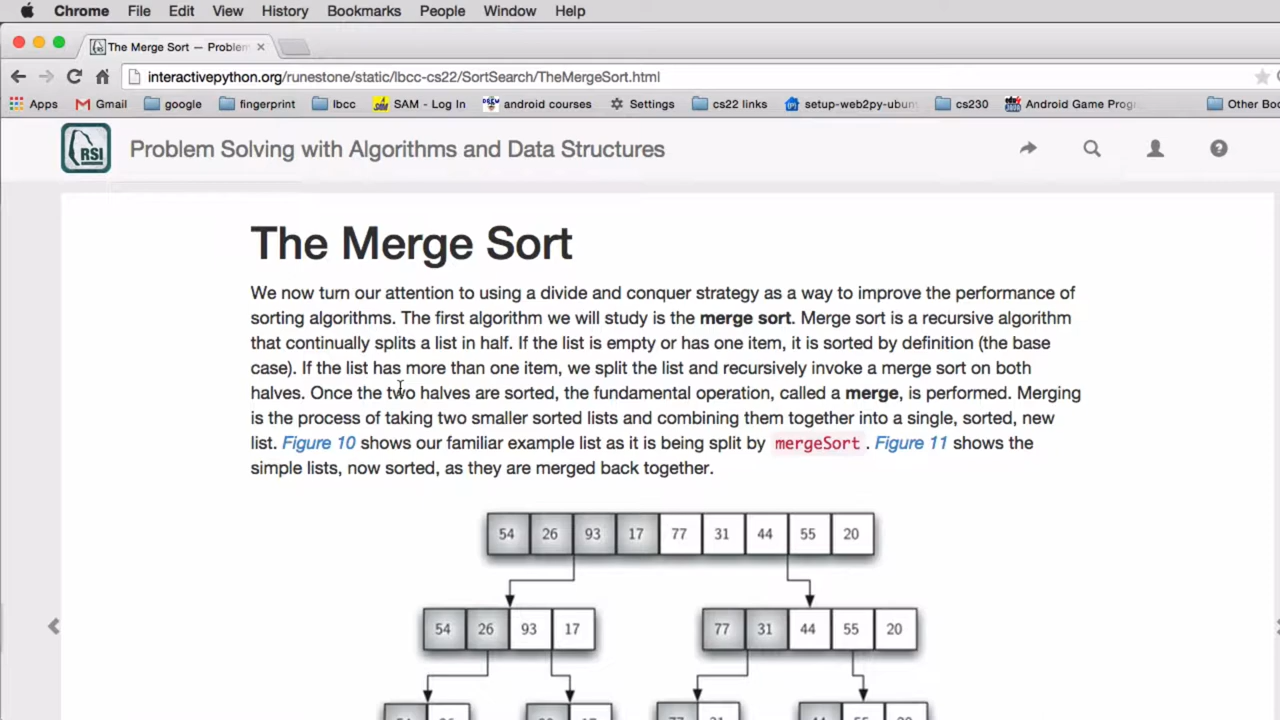 Chrome File Edit View History Bookmarks People Window Help
The Merge Sort — Problem
interactivepython.org/runestone/static/lbcc-cs22/SortSearch/TheMergeSort.html
Apps Gmail google fingerprint lbcc SAM - Log In android courses Settings cs22 links setup-web2py-ubun cs230 Android Game Prog Other Boo
RSI Problem Solving with Algorithms and Data Structures
The Merge Sort
We now turn our attention to using a divide and conquer strategy as a way to improve the performance of
sorting algorithms. The first algorithm we will study is the merge sort. Merge sort is a recursive algorithm
that continually splits a list in half. If the list is empty or has one item, it is sorted by definition (the base
case). If the list has more than one item, we split the list and recursively invoke a merge sort on both
halves. Once the two halves are sorted, the fundamental operation, called a merge, is performed. Merging
is the process of taking two smaller sorted lists and combining them together into a single, sorted, new
list. Figure 10 shows our familiar example list as it is being split by mergeSort. Figure 11 shows the
simple lists, now sorted, as they are merged back together.
54 26 93 17 77 31 44 55 20
54 26 93 17 77 31 44 55 20